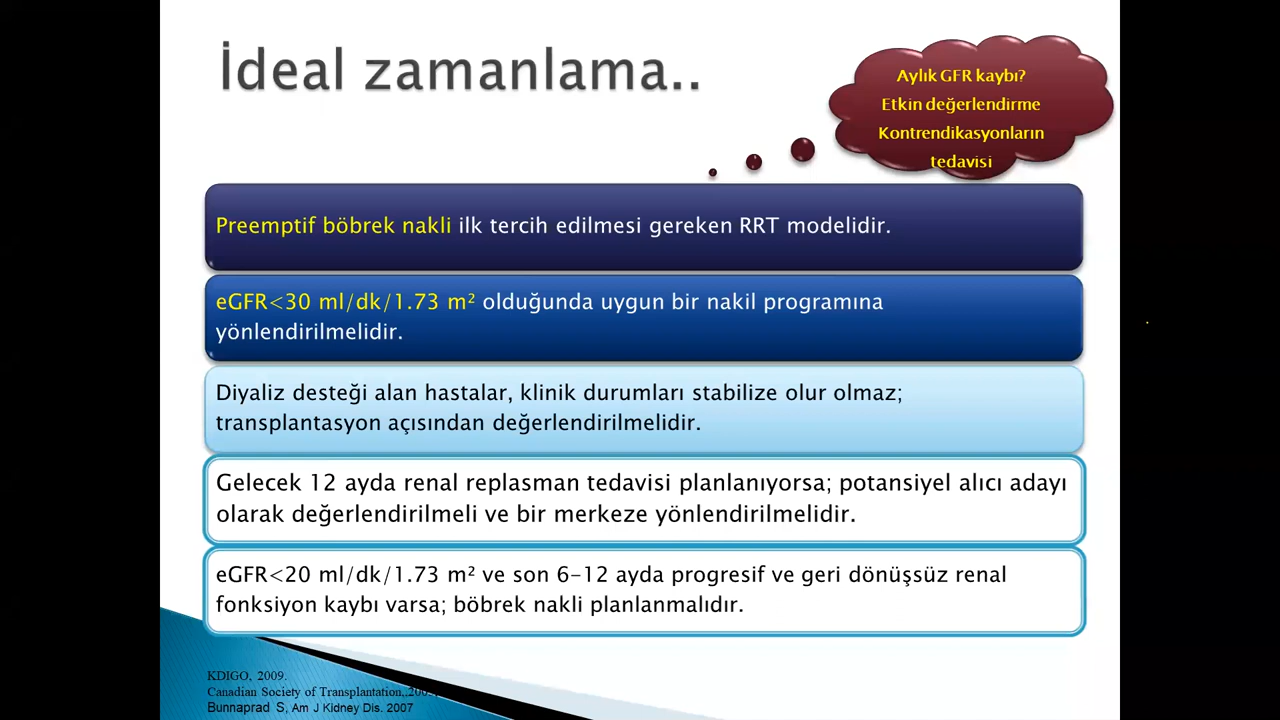 İdeal zamanlama..
Aylık GFR kaybı?
Etkin değerlendirme
Kontrendikasyonların
tedavisi
Preemptif böbrek nakli ilk tercih edilmesi gereken RRT modelidir.
eGFR<30 ml/dk/1.73 m² olduğunda uygun bir nakil programına
yönlendirilmelidir.
Diyaliz desteği alan hastalar, klinik durumları stabilize olur olmaz;
transplantasyon açısından değerlendirilmelidir.
Gelecek 12 ayda renal replasman tedavisi planlanıyorsa; potansiyel alıcı adayı
olarak değerlendirilmeli ve bir merkeze yönlendirilmelidir.
eGFR<20 ml/dk/1.73 m² ve son 6-12 ayda progresif ve geri dönüşsüz renal
fonksiyon kaybı varsa; böbrek nakli planlanmalıdır.
KDIGO, 2009.
Canadian Society of Transplantation,
Bunnaprad S, Am J Kidney Dis. 2007